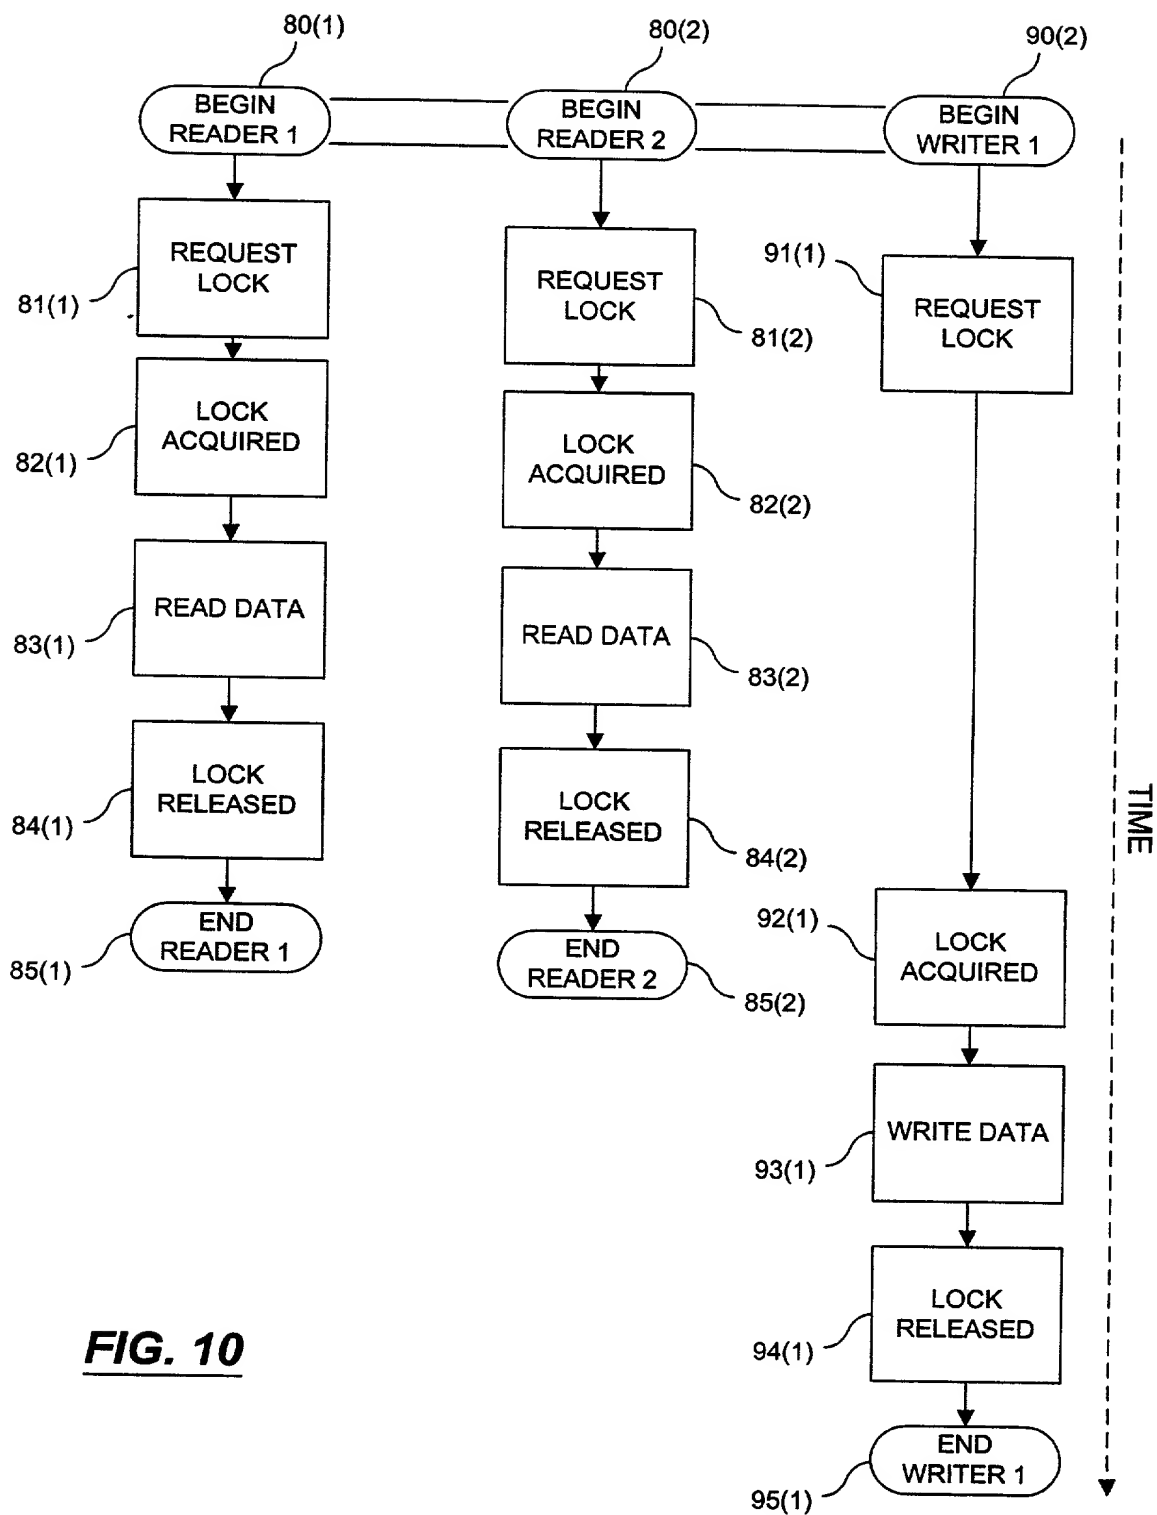 80(1)
80(2)
90(2)
BEGIN
READER 1
BEGIN
READER 2
BEGIN
WRITER 1
REQUEST
LOCK
81(1)
REQUEST
LOCK
81(2)
91(1)
REQUEST
LOCK
LOCK
ACQUIRED
82(1)
LOCK
ACQUIRED
82(2)
READ DATA
83(1)
READ DATA
83(2)
LOCK
RELEASED
84(1)
LOCK
RELEASED
84(2)
TIME
END
READER 1
85(1)
END
READER 2
85(2)
92(1)
LOCK
ACQUIRED
WRITE DATA
93(1)
LOCK
RELEASED
94(1)
FIG. 10
END
WRITER 1
95(1)